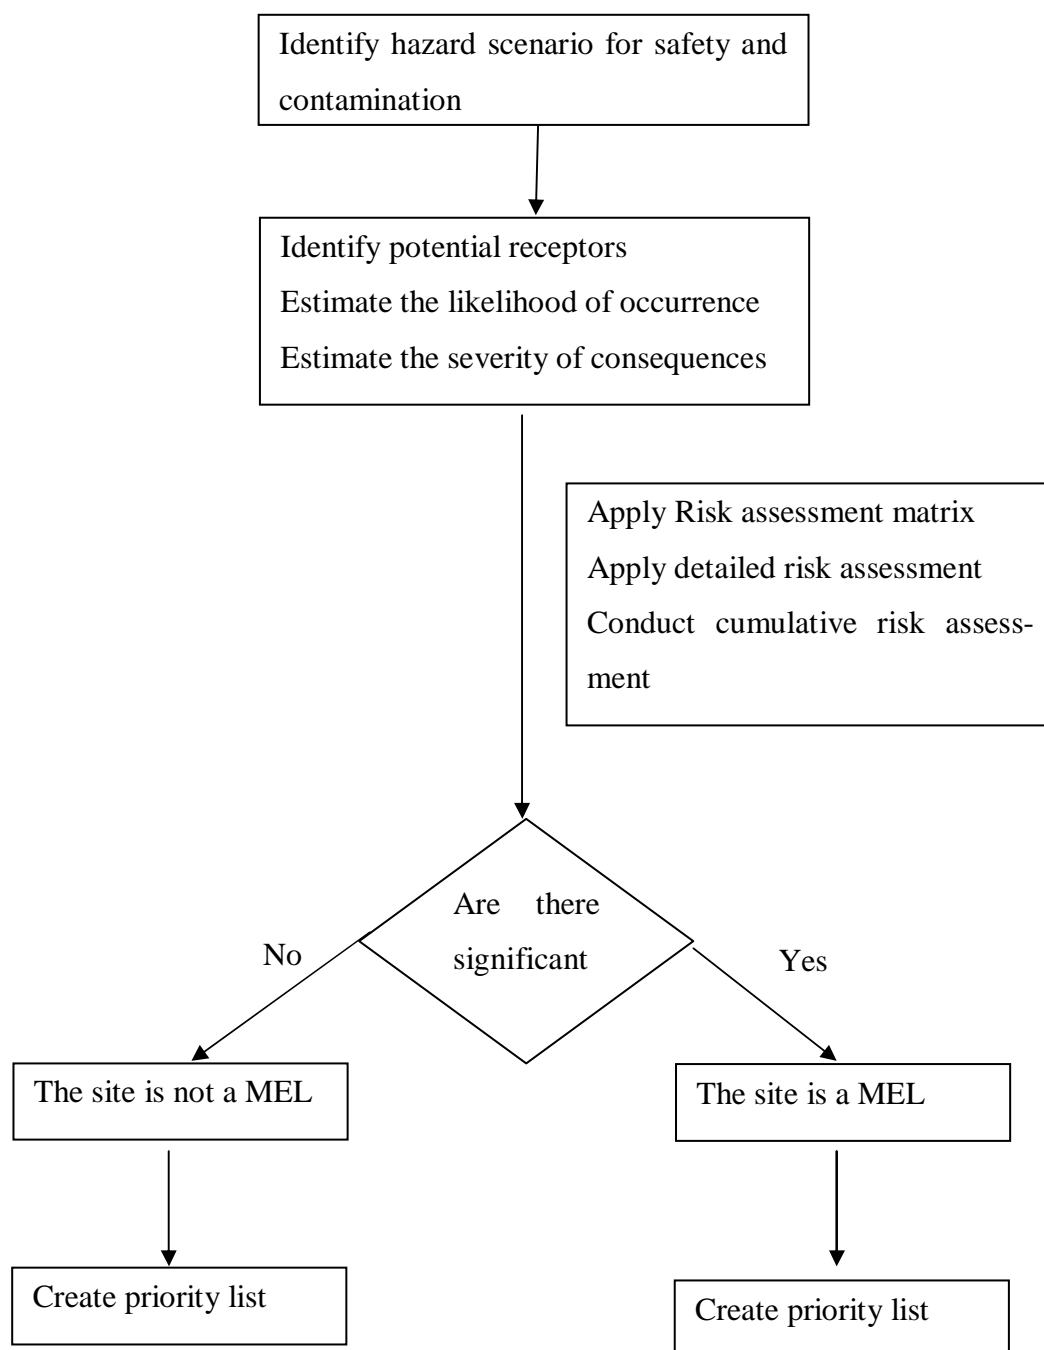 Identify hazard scenario for safety and
contamination
Identify potential receptors
Estimate the likelihood of occurrence
Estimate the severity of consequences
Apply Risk assessment matrix
Apply detailed risk assessment
Conduct cumulative risk assess-
ment
Are there
significant
No
Yes
The site is not a MEL
The site is a MEL
Create priority list
Create priority list